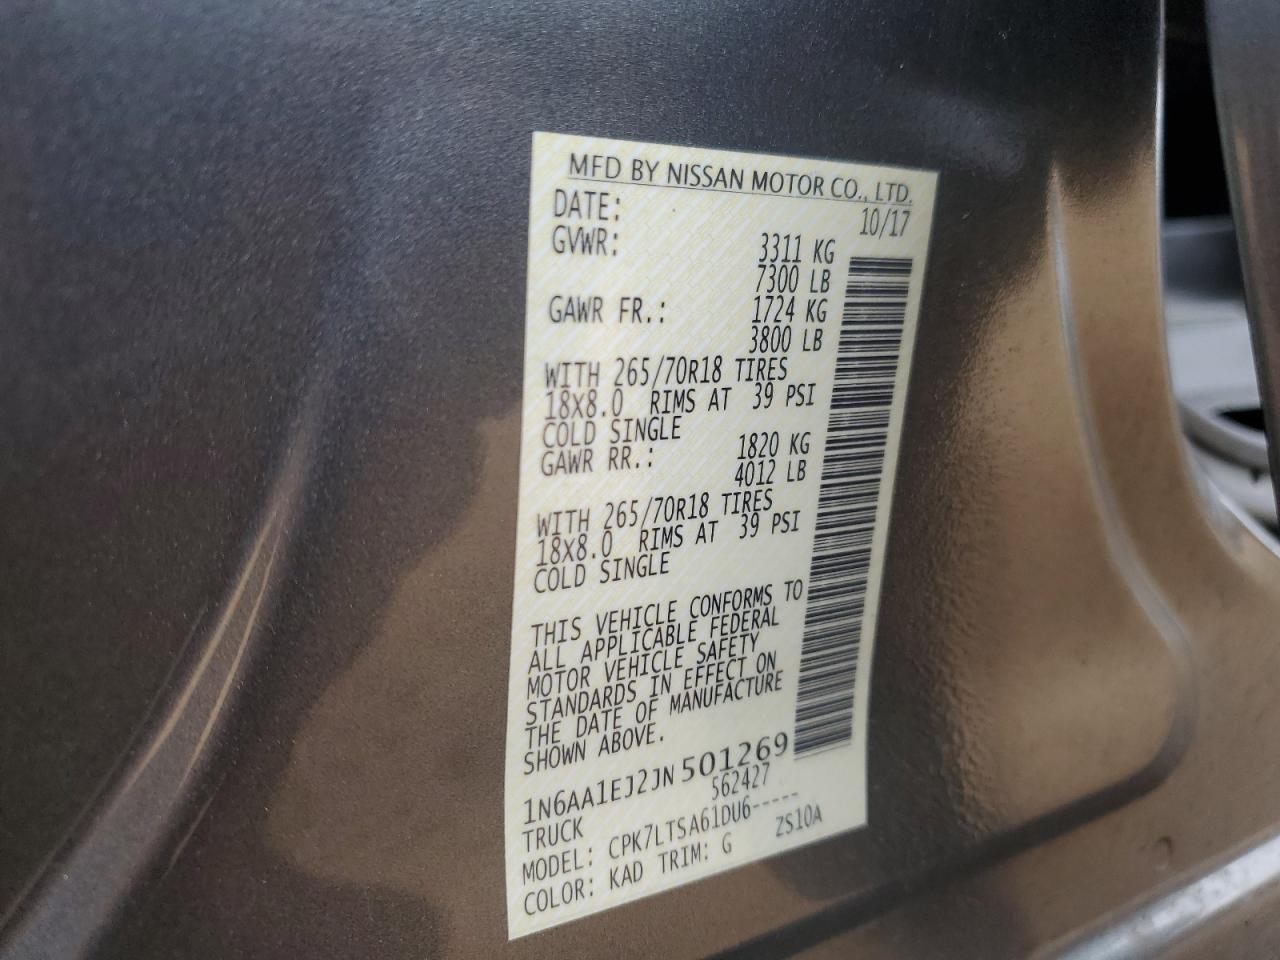 MFD BY NISSAN MOTOR CO., LTD.
DATE: 10/17
GVWR: 3311 KG
7300 LB
GAWR FR.: 1724 KG
3800 LB
WITH 265/70R18 TIRES
18X8.0 RIMS AT 39 PSI
COLD SINGLE
GAWR RR.: 1820 KG
4012 LB
WITH 265/70R18 TIRES
18X8.0 RIMS AT 39 PSI
COLD SINGLE
THIS VEHICLE CONFORMS TO
ALL APPLICABLE FEDERAL
MOTOR VEHICLE SAFETY
STANDARDS IN EFFECT ON
THE DATE OF MANUFACTURE
SHOWN ABOVE.
1N6AA1EJ2JN501269
TRUCK 562427
MODEL: CPK7LTSA61DU6-----
COLOR: KAD TRIM: G ZS10A